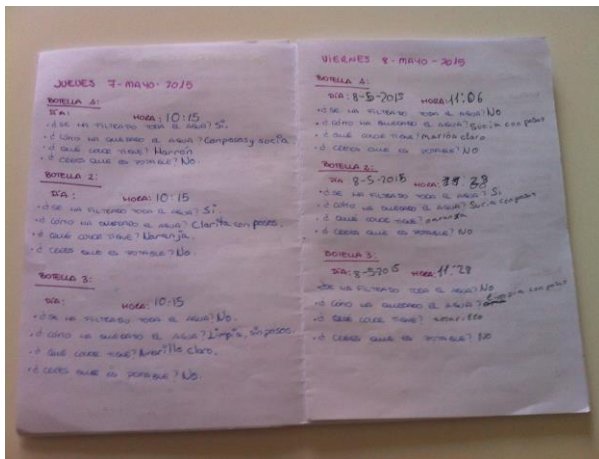 JUEVES 7-MAYO-2015
BOTELLA 1:
DÍA: HORA: 10:15
·¿SE HA FILTRADO TODA EL AGUA? Sí.
·¿CÓMO HA QUEDADO EL AGUA? Con posos y sucia
·¿QUÉ COLOR TIENE? Marrón
·¿CREES QUE ES POTABLE? No.
BOTELLA 2:
DÍA: HORA: 10:15
·¿SE HA FILTRADO TODA EL AGUA? Sí.
·¿CÓMO HA QUEDADO EL AGUA? Clarita con posos.
·¿QUÉ COLOR TIENE? Naranja.
·¿CREES QUE ES POTABLE? No.
BOTELLA 3:
DÍA: HORA: 10:15
·¿SE HA FILTRADO TODA EL AGUA? No.
·¿CÓMO HA QUEDADO EL AGUA? Limpia, sin posos.
·¿QUÉ COLOR TIENE? Amarillo claro.
·¿CREES QUE ES POTABLE? No.
VIERNES 8-MAYO-2015
BOTELLA 1:
DÍA: 8-5-2015 HORA: 11:06
·¿SE HA FILTRADO TODA EL AGUA? No
·¿CÓMO HA QUEDADO EL AGUA? Sucia con posos
·¿QUÉ COLOR TIENE? marrón claro
·¿CREES QUE ES POTABLE? No
BOTELLA 2:
DÍA 8-5-2015 HORA: 28
·¿SE HA FILTRADO TODA EL AGUA? Si
·¿CÓMO HA QUEDADO EL AGUA? Sucia con posos
·¿QUÉ COLOR TIENE? naranja
·¿CREES QUE ES POTABLE? No
BOTELLA 3:
DÍA: 8-5-2015 HORA: 11:28
·¿SE HA FILTRADO TODA EL AGUA? No
·¿CÓMO HA QUEDADO EL AGUA? limpia con posos
·¿QUÉ COLOR TIENE?
·¿CREES QUE ES POTABLE? No